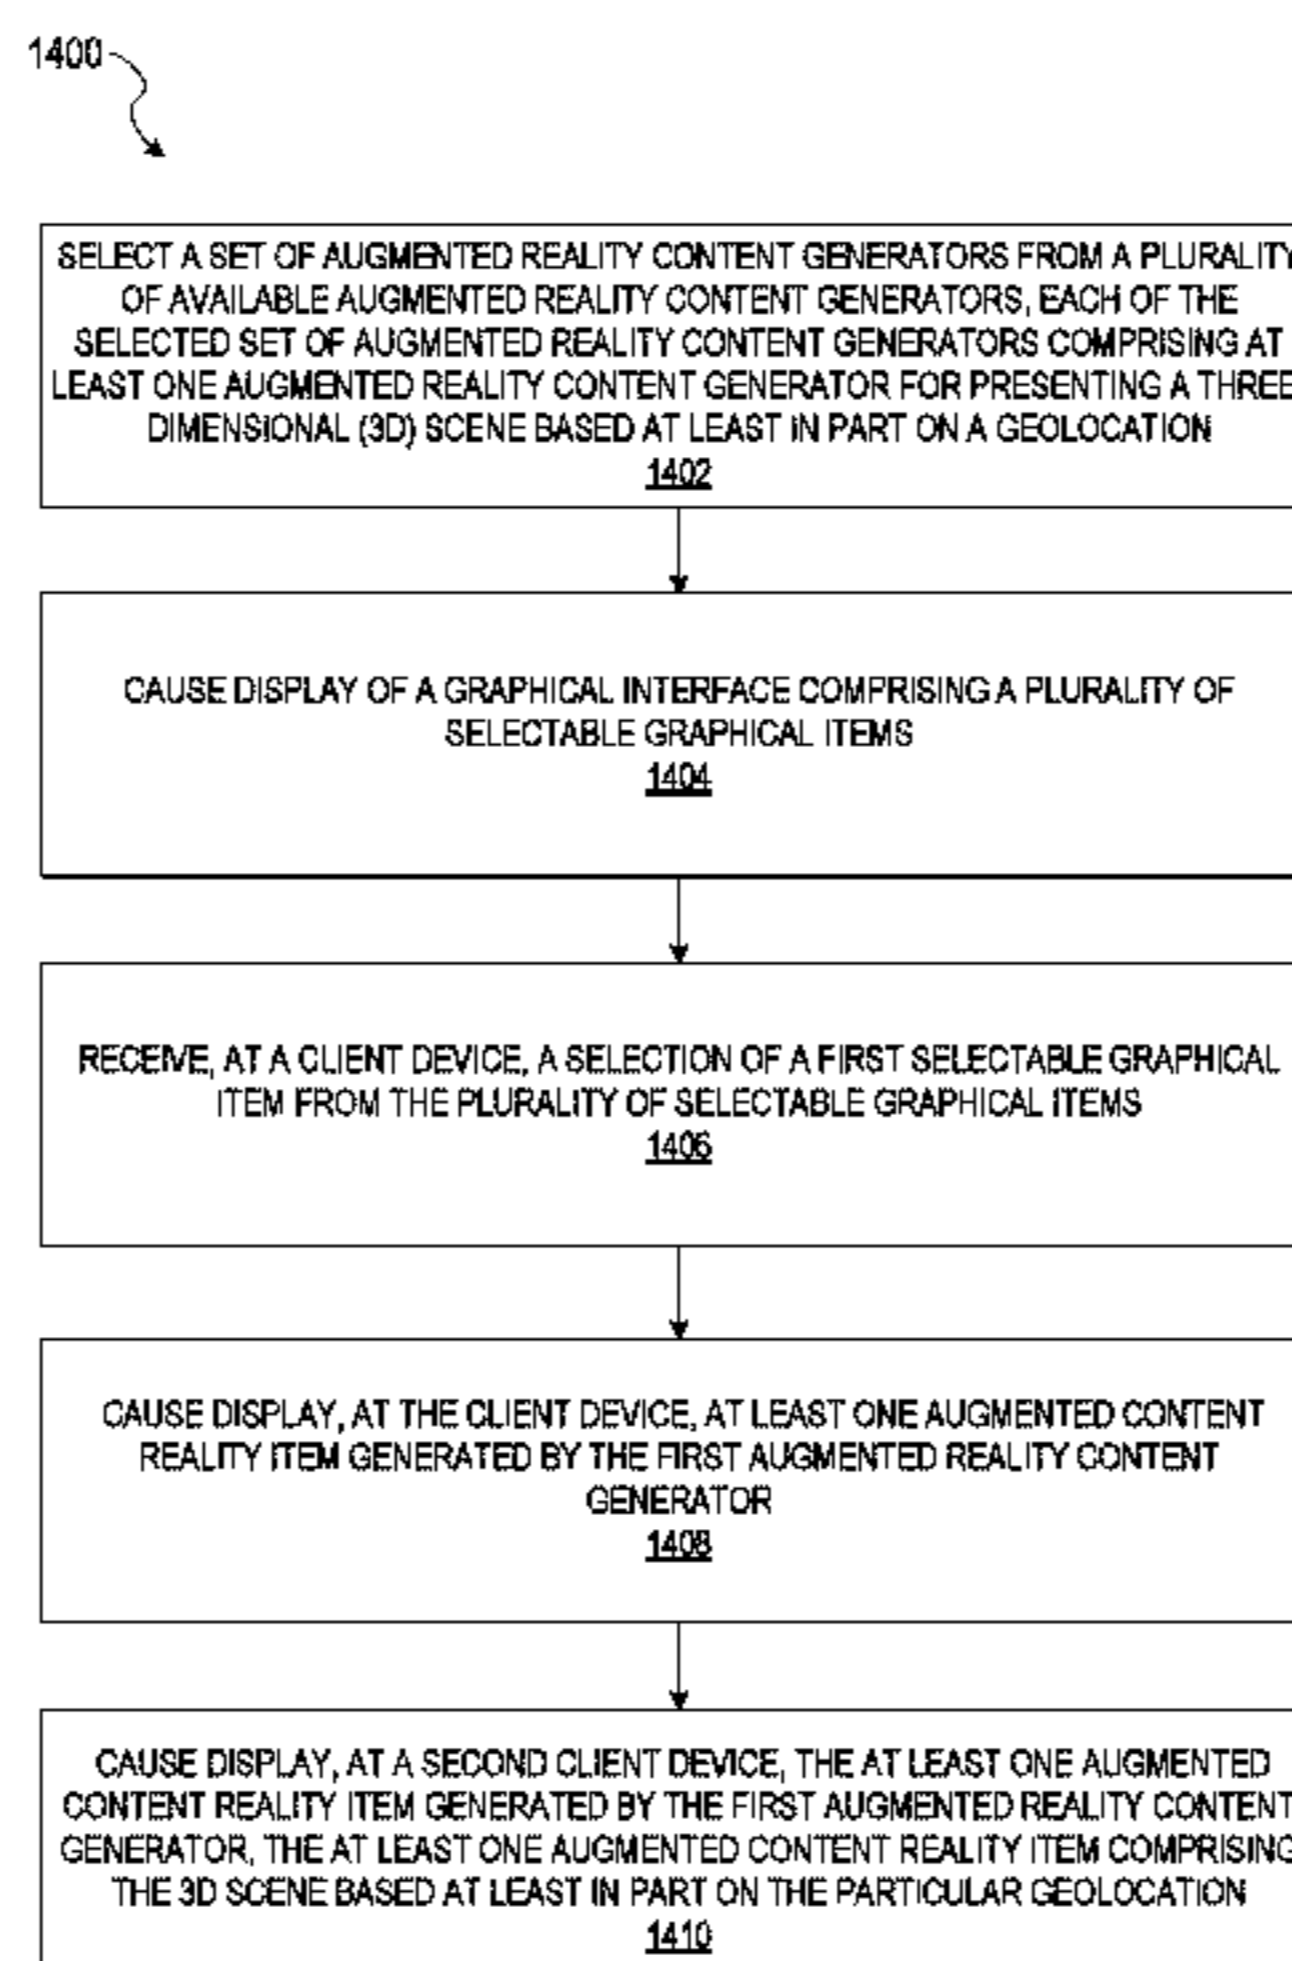 1400
SELECT A SET OF AUGMENTED REALITY CONTENT GENERATORS FROM A PLURALITY
OF AVAILABLE AUGMENTED REALITY CONTENT GENERATORS, EACH OF THE
SELECTED SET OF AUGMENTED REALITY CONTENT GENERATORS COMPRISING AT
LEAST ONE AUGMENTED REALITY CONTENT GENERATOR FOR PRESENTING A THREE
DIMENSIONAL (3D) SCENE BASED AT LEAST IN PART ON A GEOLOCATION
1402
CAUSE DISPLAY OF A GRAPHICAL INTERFACE COMPRISING A PLURALITY OF
SELECTABLE GRAPHICAL ITEMS
1404
RECEIVE, AT A CLIENT DEVICE, A SELECTION OF A FIRST SELECTABLE GRAPHICAL
ITEM FROM THE PLURALITY OF SELECTABLE GRAPHICAL ITEMS
1406
CAUSE DISPLAY, AT THE CLIENT DEVICE, AT LEAST ONE AUGMENTED CONTENT
REALITY ITEM GENERATED BY THE FIRST AUGMENTED REALITY CONTENT
GENERATOR
1408
CAUSE DISPLAY, AT A SECOND CLIENT DEVICE, THE AT LEAST ONE AUGMENTED
CONTENT REALITY ITEM GENERATED BY THE FIRST AUGMENTED REALITY CONTENT
GENERATOR, THE AT LEAST ONE AUGMENTED CONTENT REALITY ITEM COMPRISING
THE 3D SCENE BASED AT LEAST IN PART ON THE PARTICULAR GEOLOCATION
1410